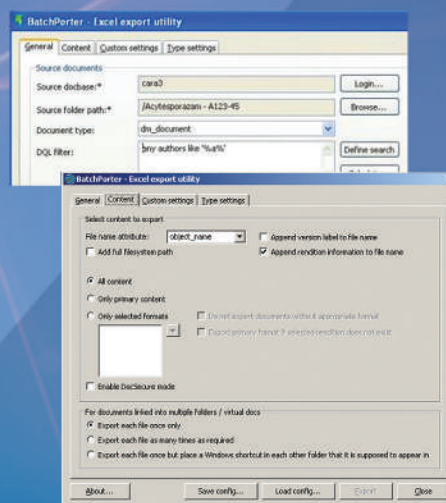 BatchPorter - Excel export utility
General Content Custom settings Type settings
Source documents
Source docbase:* cara3 Login...
Source folder path:* /Acytesporazam - A123-45 Browse...
Document type: dm_document
DQL filter: any authors like '%a%' Define search
BatchPorter - Excel export utility
General Content Custom settings Type settings
Select content to export
File name attribute: object_name Append version label to file name
Add full filesystem path Append rendition information to file name
All content
Only primary content
Only selected formats Do not export documents without appropriate format
Export primary format if selected rendition does not exist
Enable DocSecure mode
For documents linked into multiple folders / virtual docs
Export each file once only
Export each file as many times as required
Export each file once but place a Windows shortcut in each other folder that it is supposed to appear in
About... Save config... Load config... Export Close